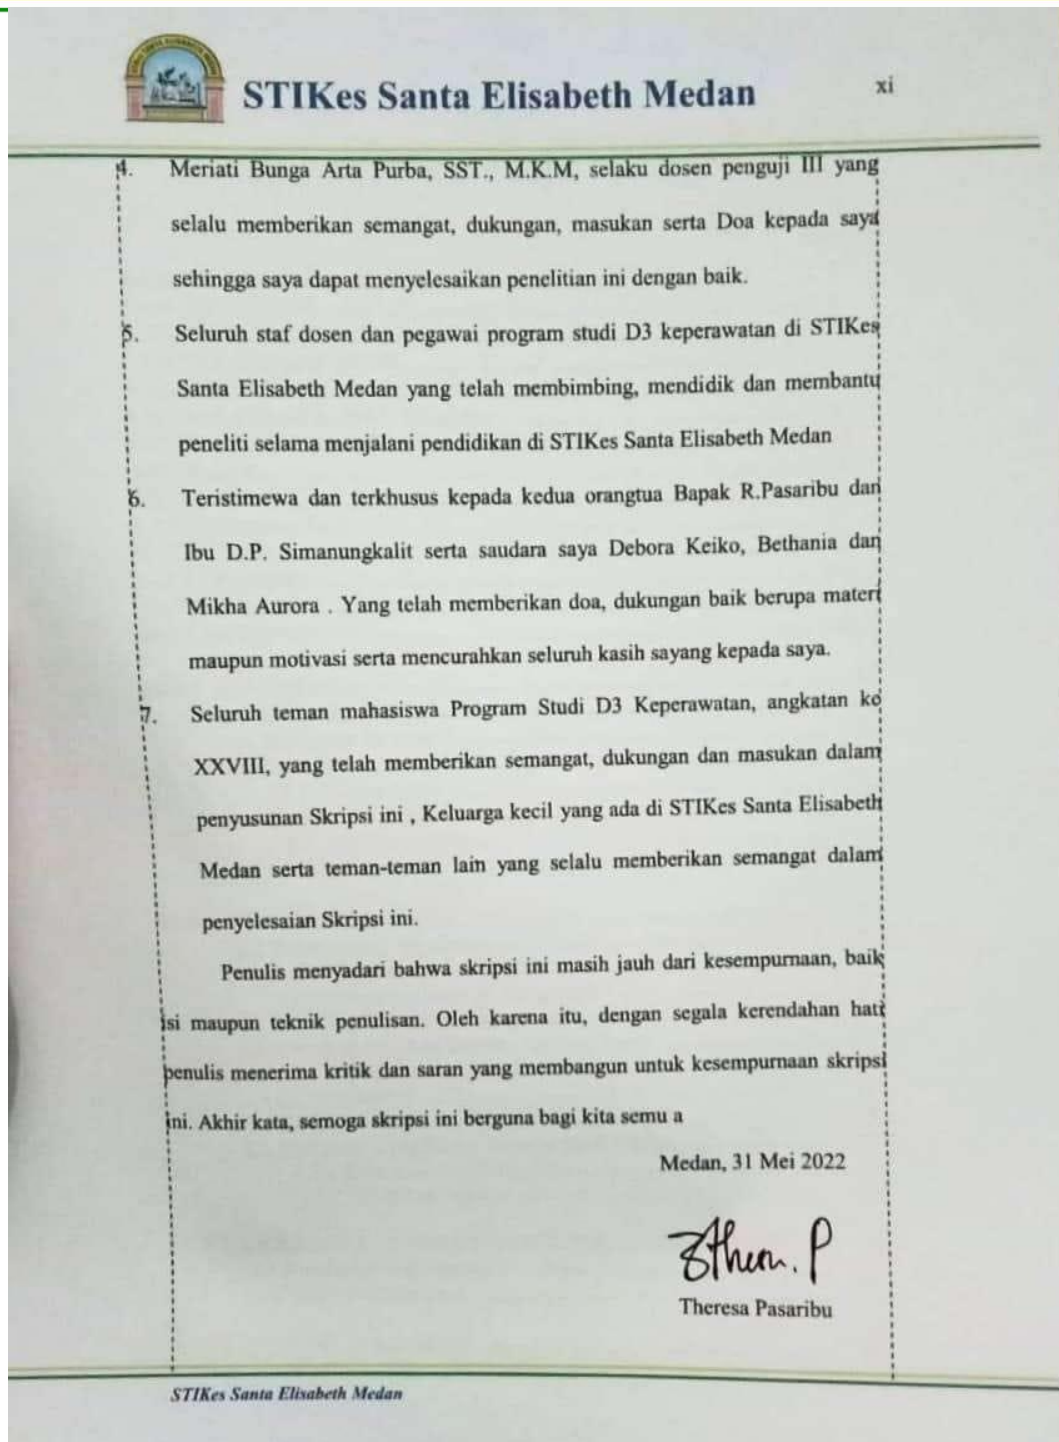 STIKes Santa Elisabeth Medan
xi
4. Meriati Bunga Arta Purba, SST., M.K.M, selaku dosen penguji III yang
selalu memberikan semangat, dukungan, masukan serta Doa kepada saya
sehingga saya dapat menyelesaikan penelitian ini dengan baik.
5. Seluruh staf dosen dan pegawai program studi D3 keperawatan di STIKes
Santa Elisabeth Medan yang telah membimbing, mendidik dan membantu
peneliti selama menjalani pendidikan di STIKes Santa Elisabeth Medan
6. Teristimewa dan terkhusus kepada kedua orangtua Bapak R.Pasaribu dan
Ibu D.P. Simanungkalit serta saudara saya Debora Keiko, Bethania dan
Mikha Aurora . Yang telah memberikan doa, dukungan baik berupa materi
maupun motivasi serta mencurahkan seluruh kasih sayang kepada saya.
7. Seluruh teman mahasiswa Program Studi D3 Keperawatan, angkatan ke
XXVIII, yang telah memberikan semangat, dukungan dan masukan dalam
penyusunan Skripsi ini , Keluarga kecil yang ada di STIKes Santa Elisabeth
Medan serta teman-teman lain yang selalu memberikan semangat dalam
penyelesaian Skripsi ini.
Penulis menyadari bahwa skripsi ini masih jauh dari kesempurnaan, baik
isi maupun teknik penulisan. Oleh karena itu, dengan segala kerendahan hati
penulis menerima kritik dan saran yang membangun untuk kesempurnaan skripsi
ini. Akhir kata, semoga skripsi ini berguna bagi kita semu a
Medan, 31 Mei 2022
Theresa Pasaribu
STIKes Santa Elisabeth Medan